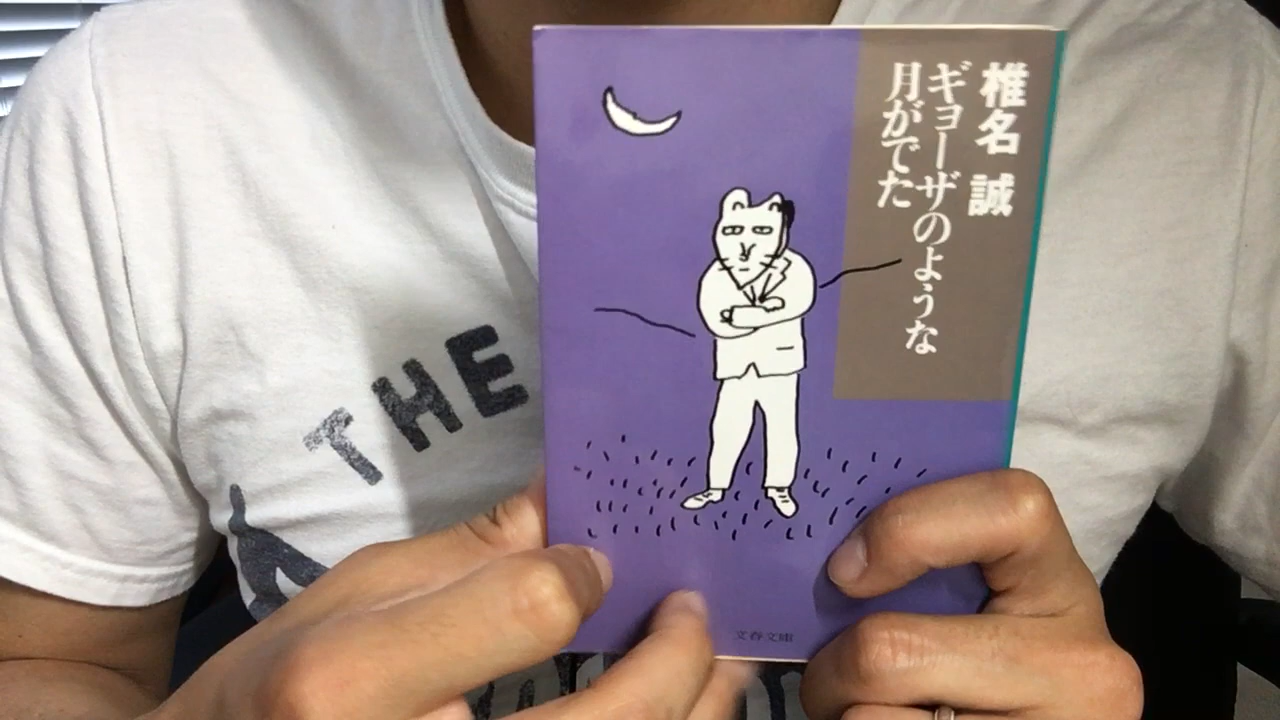 椎名 誠
ギョーザのような
月がでた
文春文庫
THE